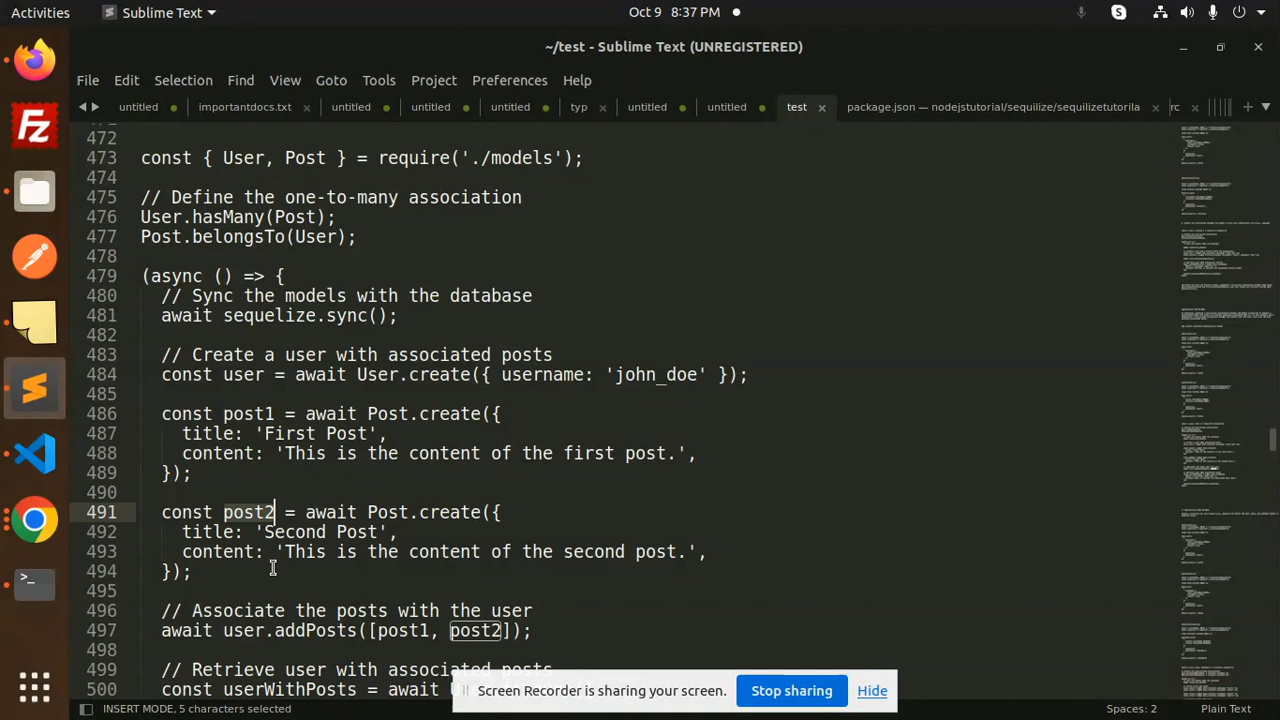 Activities
Sublime Text
Oct 9 8:37 PM
~/test - Sublime Text (UNREGISTERED)
File Edit Selection Find View Goto Tools Project Preferences Help
untitled importantdocs.txt untitled untitled untitled typ untitled untitled test package.json — nodejstutorial/sequilize/sequilizetutorila rc
472
473 const { User, Post } = require('./models');
474
475 // Define the one-to-many association
476 User.hasMany(Post);
477 Post.belongsTo(User);
478
479 (async () => {
480 // Sync the models with the database
481 await sequelize.sync();
482
483 // Create a user with associated posts
484 const user = await User.create({ username: 'john_doe' });
485
486 const post1 = await Post.create({
487 title: 'First Post',
488 content: 'This is the content of the first post.',
489 });
490
491 const post2 = await Post.create({
492 title: 'Second Post',
493 content: 'This is the content of the second post.',
494 });
495
496 // Associate the posts with the user
497 await user.addPosts([post1, post2]);
498
499 // Retrieve user with associated posts
500 const userWithPosts = await
Screen Recorder is sharing your screen. Stop sharing Hide
INSERT MODELS characters selected
Spaces: 2
Plain Text